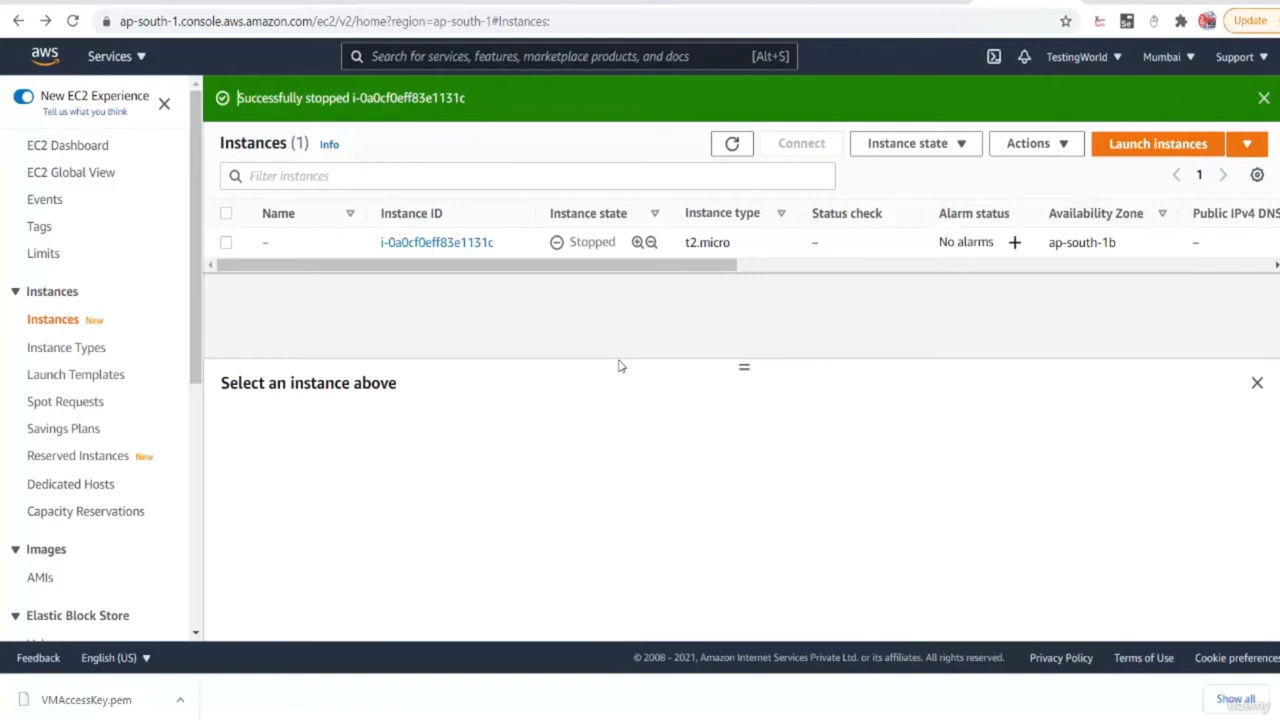 ap-south-1.console.aws.amazon.com/ec2/v2/home?region=ap-south-1#Instances:
Update
aws
Services
Search for services, features, marketplace products, and docs
[Alt+S]
TestingWorld
Mumbai
Support
New EC2 Experience
Tell us what you think
EC2 Dashboard
EC2 Global View
Events
Tags
Limits
Instances
Instances New
Instance Types
Launch Templates
Spot Requests
Savings Plans
Reserved Instances New
Dedicated Hosts
Capacity Reservations
Images
AMIs
Elastic Block Store
Successfully stopped i-0a0cf0eff83e1131c
Instances (1) Info
Connect
Instance state
Actions
Launch instances
Filter instances
1
Name Instance ID Instance state Instance type Status check Alarm status Availability Zone Public IPv4 DNS
– i-0a0cf0eff83e1131c Stopped t2.micro – No alarms + ap-south-1b –
Select an instance above
Feedback English (US) © 2008 - 2021, Amazon Internet Services Private Ltd. or its affiliates. All rights reserved. Privacy Policy Terms of Use Cookie preferences
VMAccessKey.pem
Show all
udemy